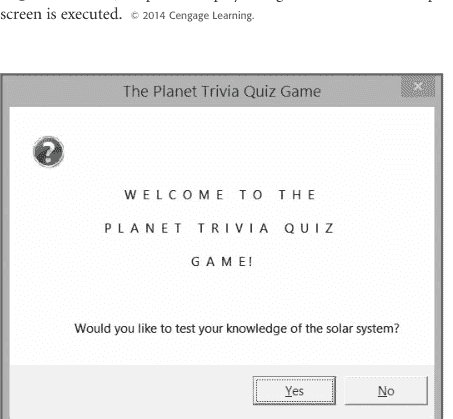 screen is executed. © 2014 Cengage Learning.
The Planet Trivia Quiz Game
W E L C O M E  T O  T H E
P L A N E T  T R I V I A  Q U I Z
G A M E!
Would you like to test your knowledge of the solar system?
Yes No